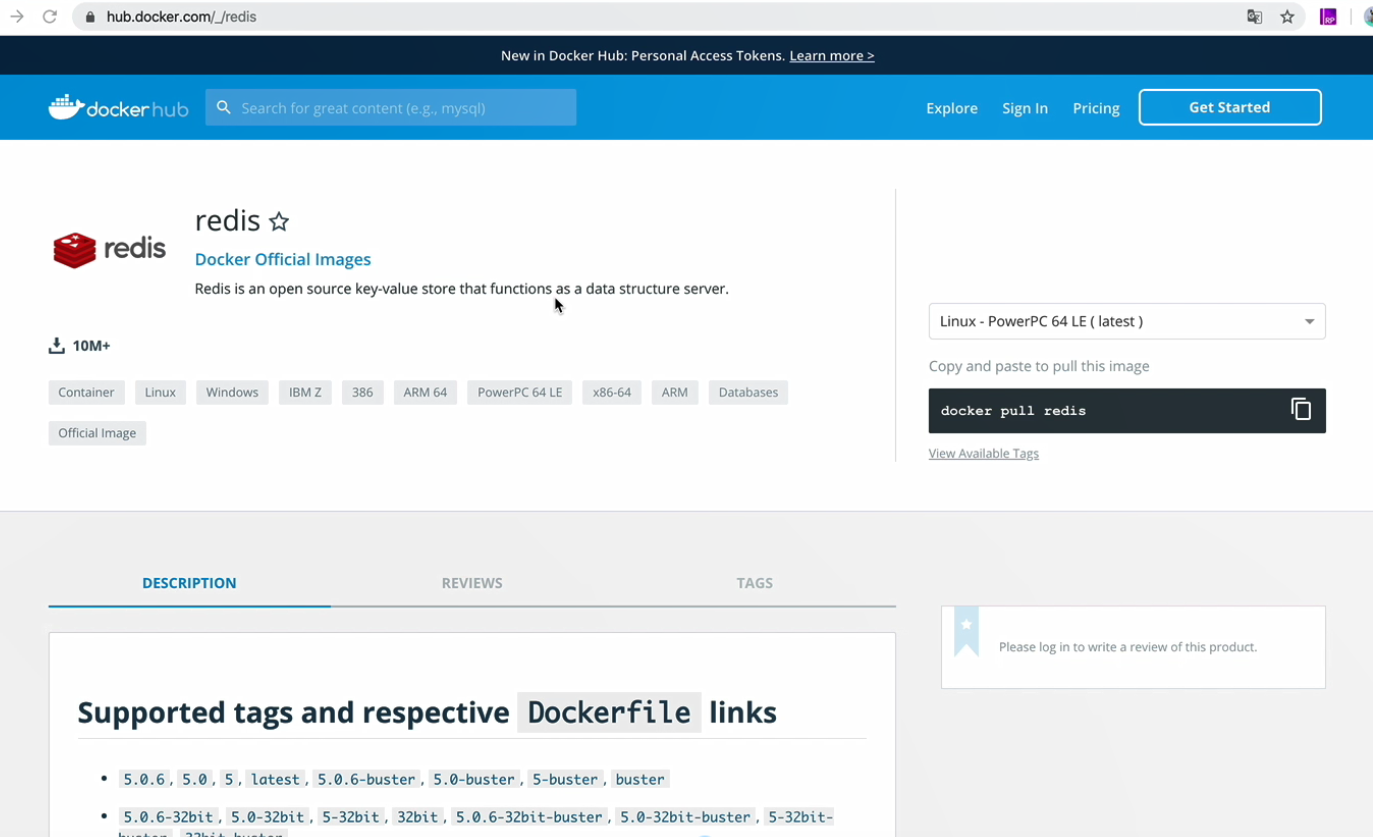 hub.docker.com/_/redis
RP
New in Docker Hub: Personal Access Tokens. Learn more >
dockerhub
Search for great content (e.g., mysql)
Explore Sign In Pricing Get Started
redis
redis
Docker Official Images
Redis is an open source key-value store that functions as a data structure server.
10M+
Container Linux Windows IBM Z 386 ARM 64 PowerPC 64 LE x86-64 ARM Databases
Official Image
Linux - PowerPC 64 LE ( latest )
Copy and paste to pull this image
docker pull redis
View Available Tags
DESCRIPTION REVIEWS TAGS
Please log in to write a review of this product.
Supported tags and respective Dockerfile links
• 5.0.6, 5.0, 5, latest, 5.0.6-buster, 5.0-buster, 5-buster, buster
• 5.0.6-32bit, 5.0-32bit, 5-32bit, 32bit, 5.0.6-32bit-buster, 5.0-32bit-buster, 5-32bit-
buster, 32bit-buster